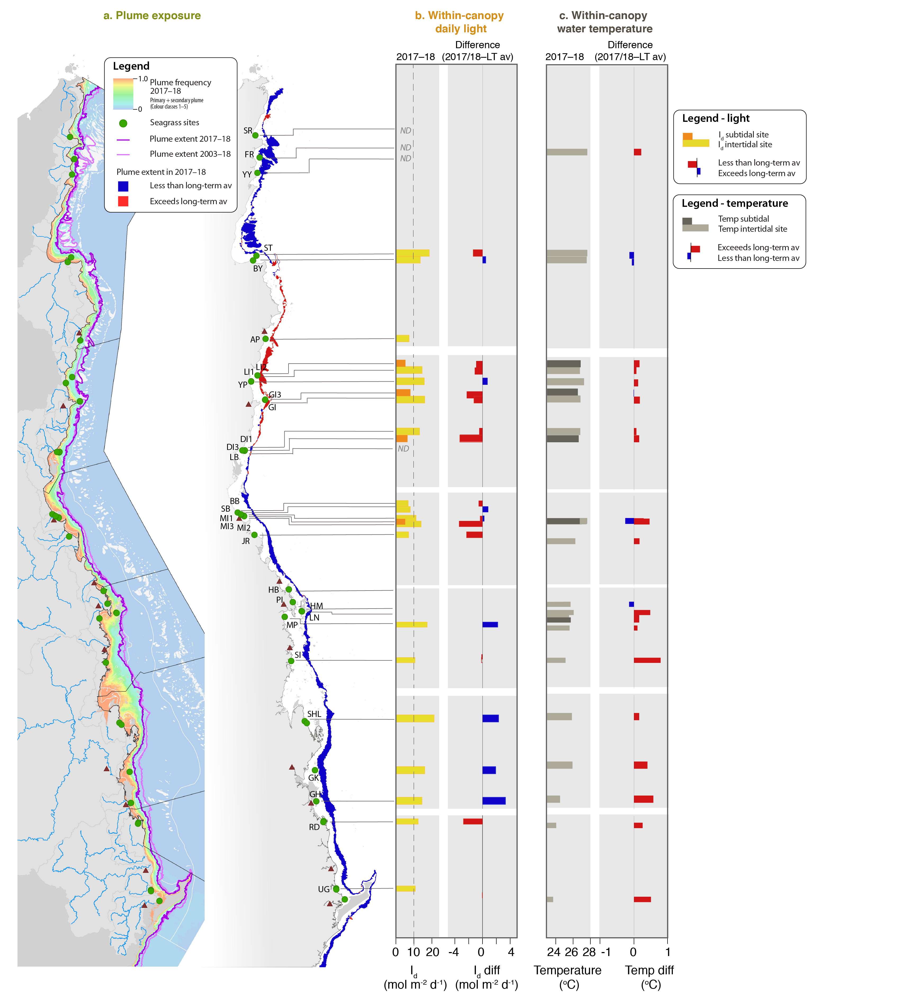 a. Plume exposure
b. Within-canopy
daily light
c. Within-canopy
water temperature
2017–18
Difference
(2017/18–LT av)
2017–18
Difference
(2017/18–LT av)
Legend
1.0
0
Plume frequency
2017–18
Primary + secondary plume
(Colour classes 1–5)
Seagrass sites
Plume extent 2017–18
Plume extent 2003–18
Plume extent in 2017–18
Less than long-term av
Exceeds long-term av
Legend - light
Id subtidal site
Id intertidal site
Less than long-term av
Exceeds long-term av
Legend - temperature
Temp subtidal
Temp intertidal site
Exceeeds long-term av
Less than long-term av
SR
ND
FR
ND
YY
ND
ST
BY
AP
LI2
LI1
YP
GI3
GI
DI1
DI3
LB
ND
BB
SB
MI1
MI3
MI2
JR
HB
PI
HM
LN
MP
SI
SHL
GK
GH
RD
UG
0 10 20 -4 0 4
24 26 28 -1 0 1
Id
(mol m-2 d-1)
Id diff
(mol m-2 d-1)
Temperature
(oC)
Temp diff
(oC)